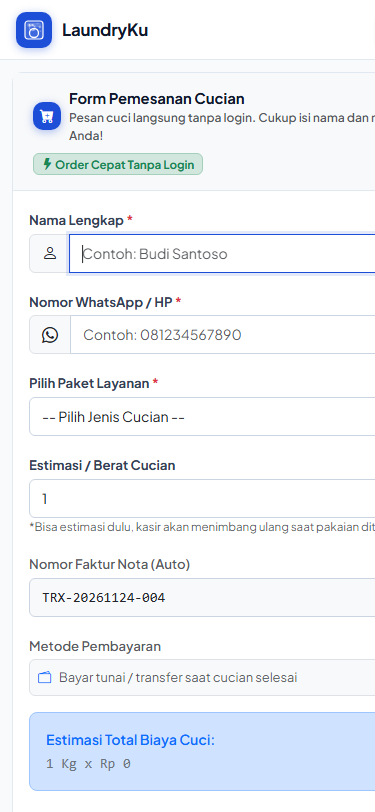 LaundryKu
Form Pemesanan Cucian
Pesan cuci langsung tanpa login. Cukup isi nama dan
Anda!
Order Cepat Tanpa Login
Nama Lengkap *
Contoh: Budi Santoso
Nomor WhatsApp / HP *
Contoh: 081234567890
Pilih Paket Layanan *
-- Pilih Jenis Cucian --
Estimasi / Berat Cucian
1
*Bisa estimasi dulu, kasir akan menimbang ulang saat pakaian
Nomor Faktur Nota (Auto)
TRX-20261124-004
Metode Pembayaran
Bayar tunai / transfer saat cucian selesai
Estimasi Total Biaya Cuci:
1 Kg x Rp 0